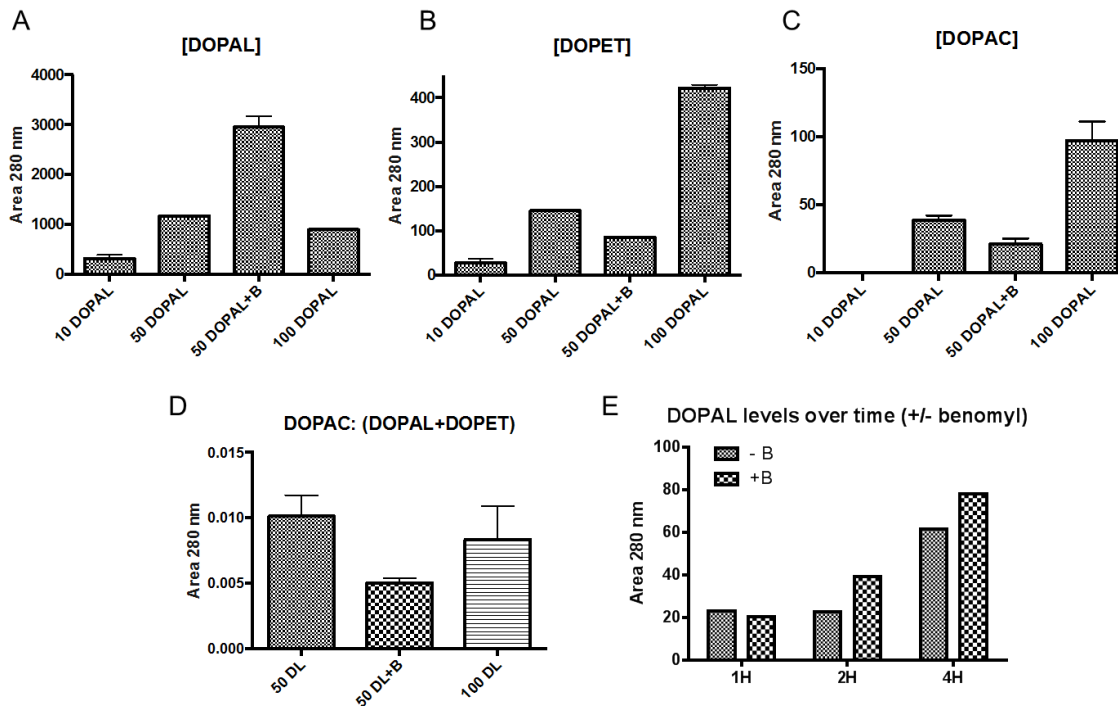 A
[DOPAL]
Area 280 nm
4000
3000
2000
1000
0
10 DOPAL
50 DOPAL
50 DOPAL+B
100 DOPAL
B
[DOPET]
Area 280 nm
400
300
200
100
0
10 DOPAL
50 DOPAL
50 DOPAL+B
100 DOPAL
C
[DOPAC]
Area 280 nm
150
100
50
0
10 DOPAL
50 DOPAL
50 DOPAL+B
100 DOPAL
D
DOPAC: (DOPAL+DOPET)
Area 280 nm
0.015
0.010
0.005
0.000
50 DL
50 DL+B
100 DL
E
DOPAL levels over time (+/- benomyl)
Area 280 nm
100
80
60
40
20
0
- B
+B
1H
2H
4H